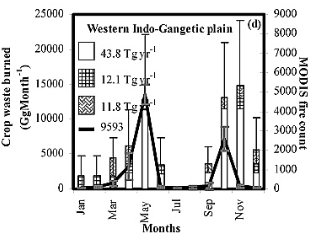 Western Indo-Gangetic plain
(d)
43.8 Tg yr-1
12.1 Tg yr-1
11.8 Tg yr-1
9593
Crop waste burned
(GgMonth-1)
25000
20000
15000
10000
5000
0
9000
8000
7000
6000
5000
4000
3000
2000
1000
0
MODIS fire count
Jan
Mar
May
Jul
Sep
Nov
Months